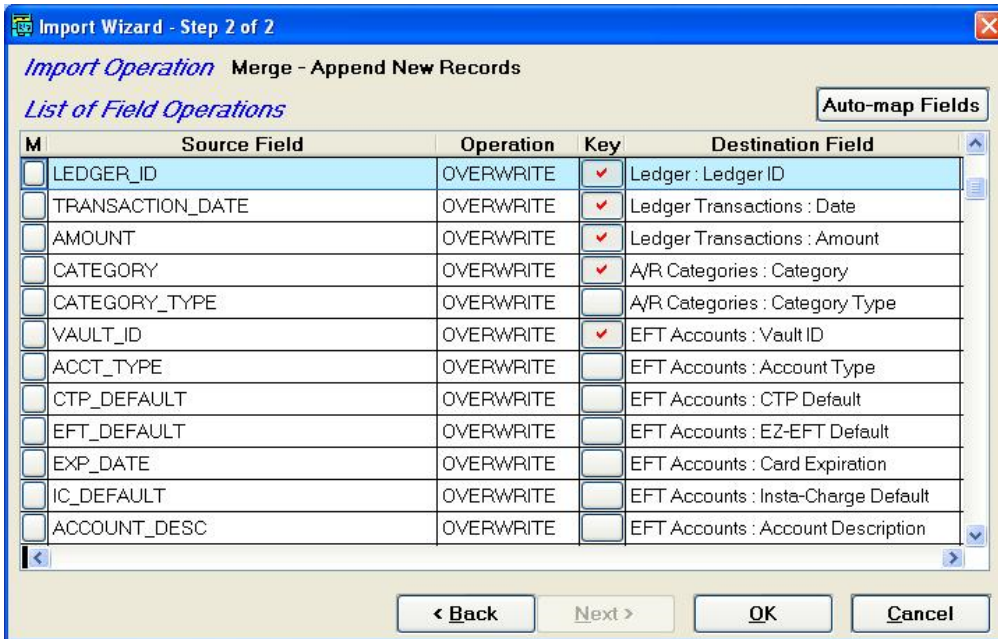 Import Wizard - Step 2 of 2
Import Operation Merge - Append New Records
List of Field Operations Auto-map Fields
M Source Field Operation Key Destination Field
LEDGER_ID OVERWRITE Ledger : Ledger ID
TRANSACTION_DATE OVERWRITE Ledger Transactions : Date
AMOUNT OVERWRITE Ledger Transactions : Amount
CATEGORY OVERWRITE A/R Categories : Category
CATEGORY_TYPE OVERWRITE A/R Categories : Category Type
VAULT_ID OVERWRITE EFT Accounts : Vault ID
ACCT_TYPE OVERWRITE EFT Accounts : Account Type
CTP_DEFAULT OVERWRITE EFT Accounts : CTP Default
EFT_DEFAULT OVERWRITE EFT Accounts : EZ-EFT Default
EXP_DATE OVERWRITE EFT Accounts : Card Expiration
IC_DEFAULT OVERWRITE EFT Accounts : Insta-Charge Default
ACCOUNT_DESC OVERWRITE EFT Accounts : Account Description
< Back Next > OK Cancel